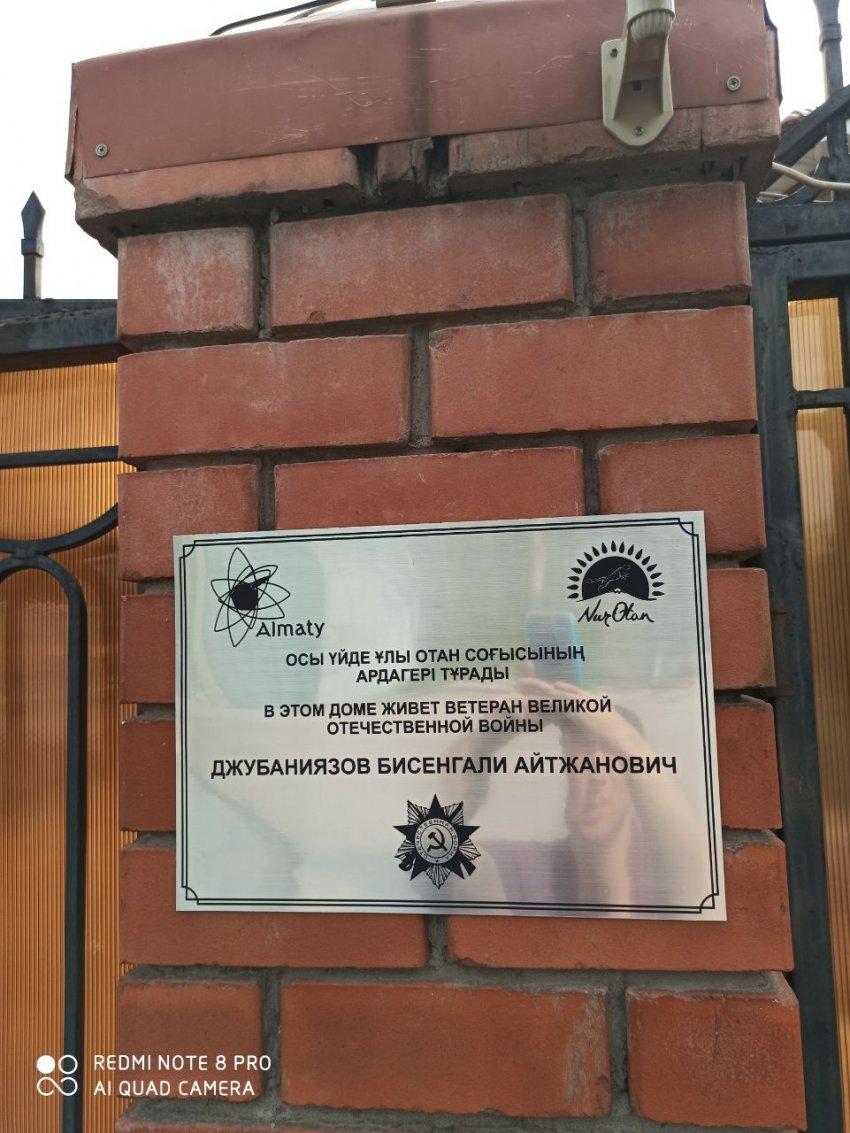 Almaty
Nur Otan
ОСЫ ҮЙДЕ ҰЛЫ ОТАН СОҒЫСЫНЫҢ
АРДАГЕРІ ТҰРАДЫ
В ЭТОМ ДОМЕ ЖИВЕТ ВЕТЕРАН ВЕЛИКОЙ
ОТЕЧЕСТВЕННОЙ ВОЙНЫ
ДЖУБАНИЯЗОВ БИСЕНГАЛИ АЙТЖАНОВИЧ
REDMI NOTE 8 PRO
AI QUAD CAMERA